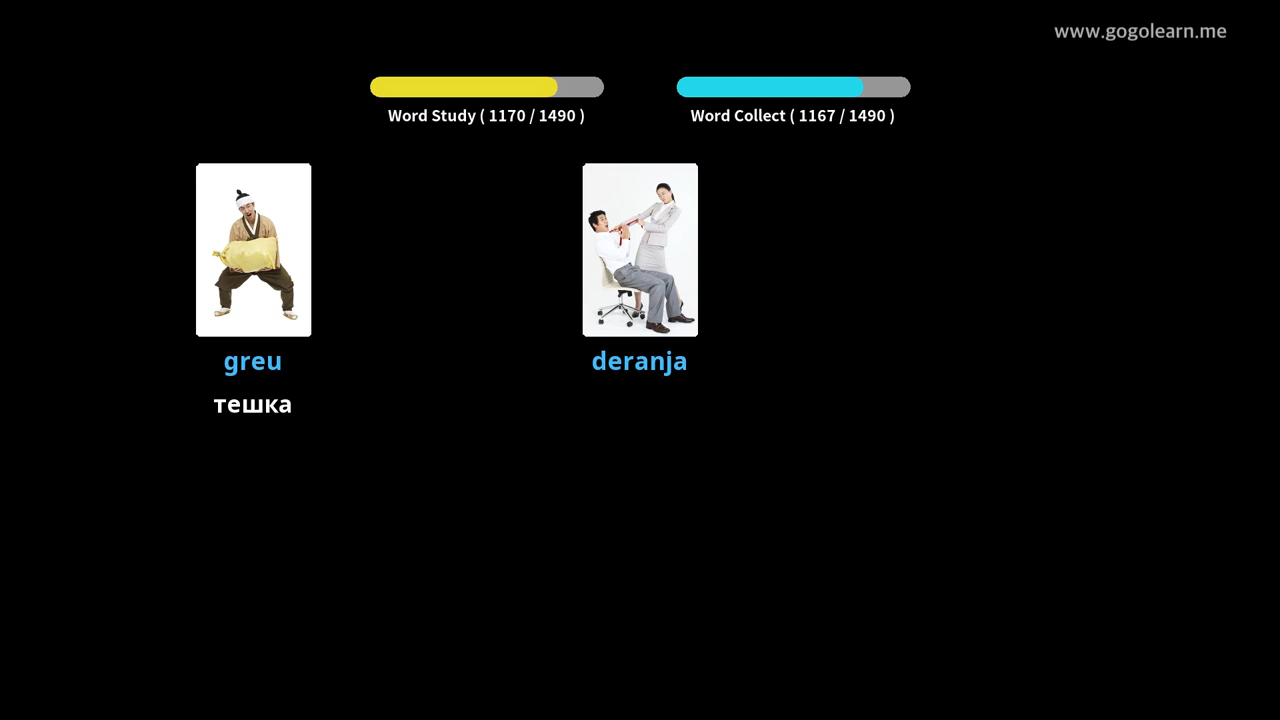 www.gogolearn.me
Word Study ( 1170 / 1490 )
Word Collect ( 1167 / 1490 )
greu
deranja
тешка